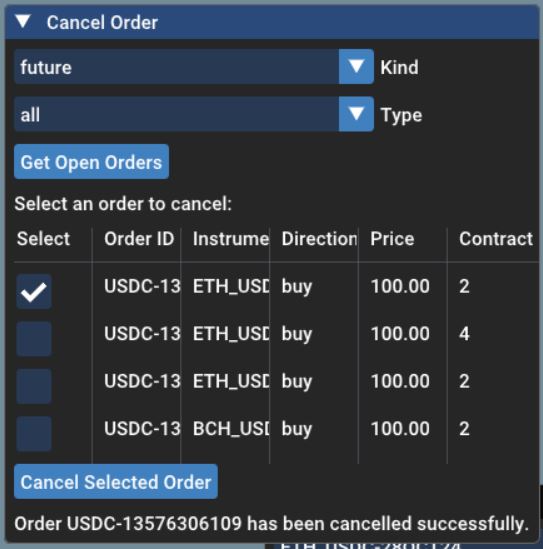 Cancel Order
future Kind
all Type
Get Open Orders
Select an order to cancel:
Select Order ID Instrume Direction Price Contract
USDC-13 ETH_USD buy 100.00 2
USDC-13 ETH_USD buy 100.00 4
USDC-13 ETH_USD buy 100.00 2
USDC-13 BCH_USD buy 100.00 2
Cancel Selected Order
Order USDC-13576306109 has been cancelled successfully.